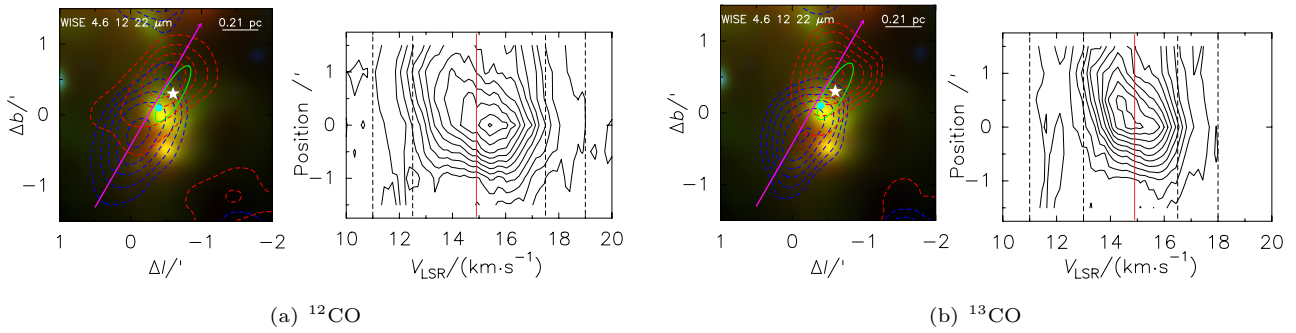 WISE 4.6 12 22 μm
0.21 pc
1
0
−1
Δb/′
1
0
−1
−2
Δl/′
Position /′
1
0
−1
10
12
14
16
18
20
V_LSR/(km·s⁻¹)
(a) ¹²CO
WISE 4.6 12 22 μm
0.21 pc
1
0
−1
Δb/′
1
0
−1
−2
Δl/′
Position /′
1
0
−1
10
12
14
16
18
20
V_LSR/(km·s⁻¹)
(b) ¹³CO